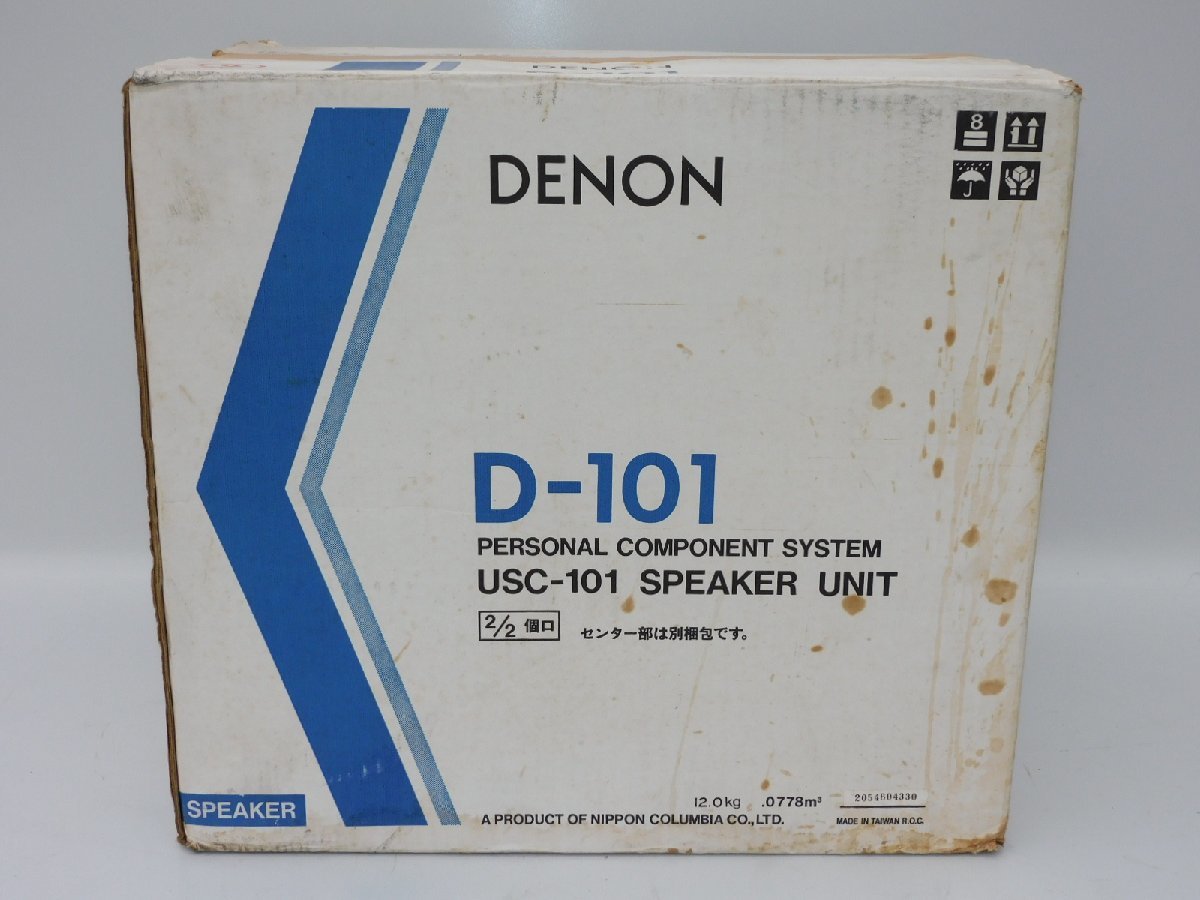 DENON
8
DENON
D-101
PERSONAL COMPONENT SYSTEM
USC-101 SPEAKER UNIT
2/2 個口 センター部は別梱包です。
SPEAKER
12.0kg .0778m³ 2054604330
A PRODUCT OF NIPPON COLUMBIA CO.,LTD. MADE IN TAIWAN R.O.C.